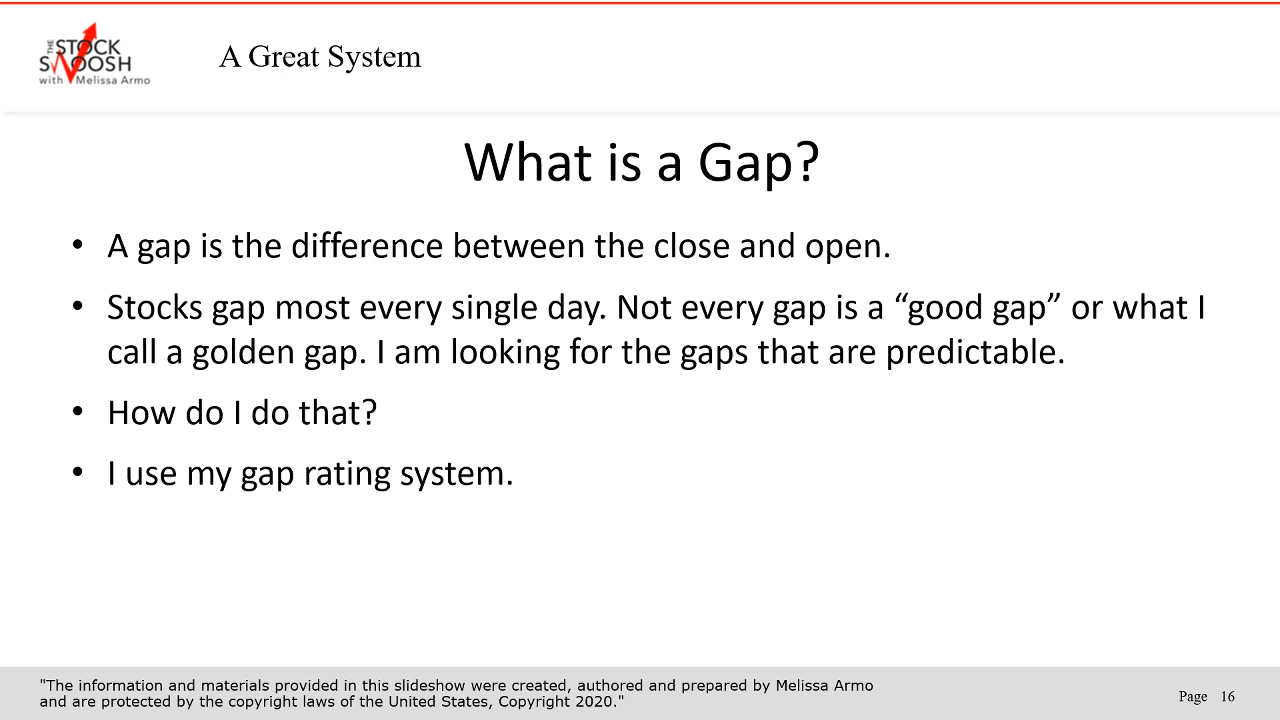 THE STOCK
SWOOSH
with Melissa Armo
A Great System
What is a Gap?
• A gap is the difference between the close and open.
• Stocks gap most every single day. Not every gap is a “good gap” or what I
call a golden gap. I am looking for the gaps that are predictable.
• How do I do that?
• I use my gap rating system.
"The information and materials provided in this slideshow were created, authored and prepared by Melissa Armo
and are protected by the copyright laws of the United States, Copyright 2020."
Page 16